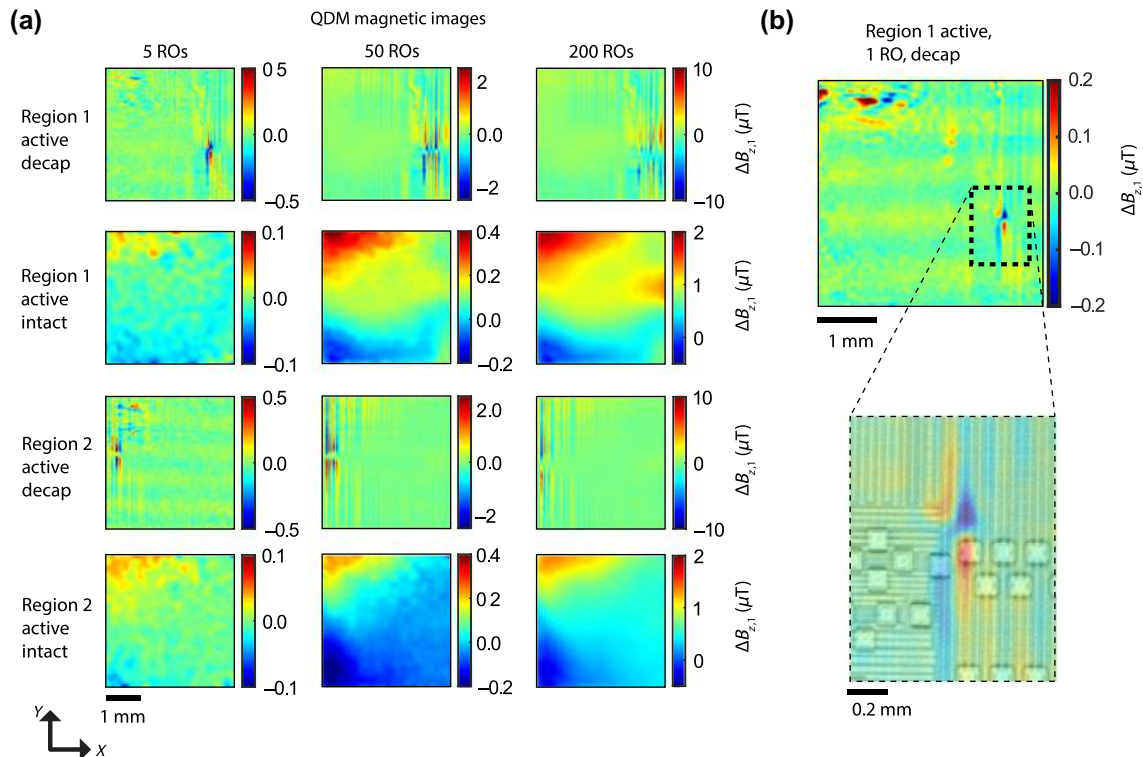 (a)
QDM magnetic images
5 ROs
50 ROs
200 ROs
Region 1
active
decap
0.5
0.0
−0.5
2
0.0
−2
10
0
−10
ΔBz,1 (μT)
Region 1
active
intact
0.1
0.0
−0.1
0.4
0.2
0.0
−0.2
2
1
0
ΔBz,1 (μT)
Region 2
active
decap
0.5
0.0
−0.5
2.0
0.0
−2
10
0
−10
ΔBz,1 (μT)
Region 2
active
intact
0.1
0.0
−0.1
0.4
0.2
0.0
−0.2
2
1
0
ΔBz,1 (μT)
1 mm
Y
X
(b)
Region 1 active,
1 RO, decap
0.2
0.1
0.0
−0.1
−0.2
ΔBz,1 (μT)
1 mm
0.2 mm